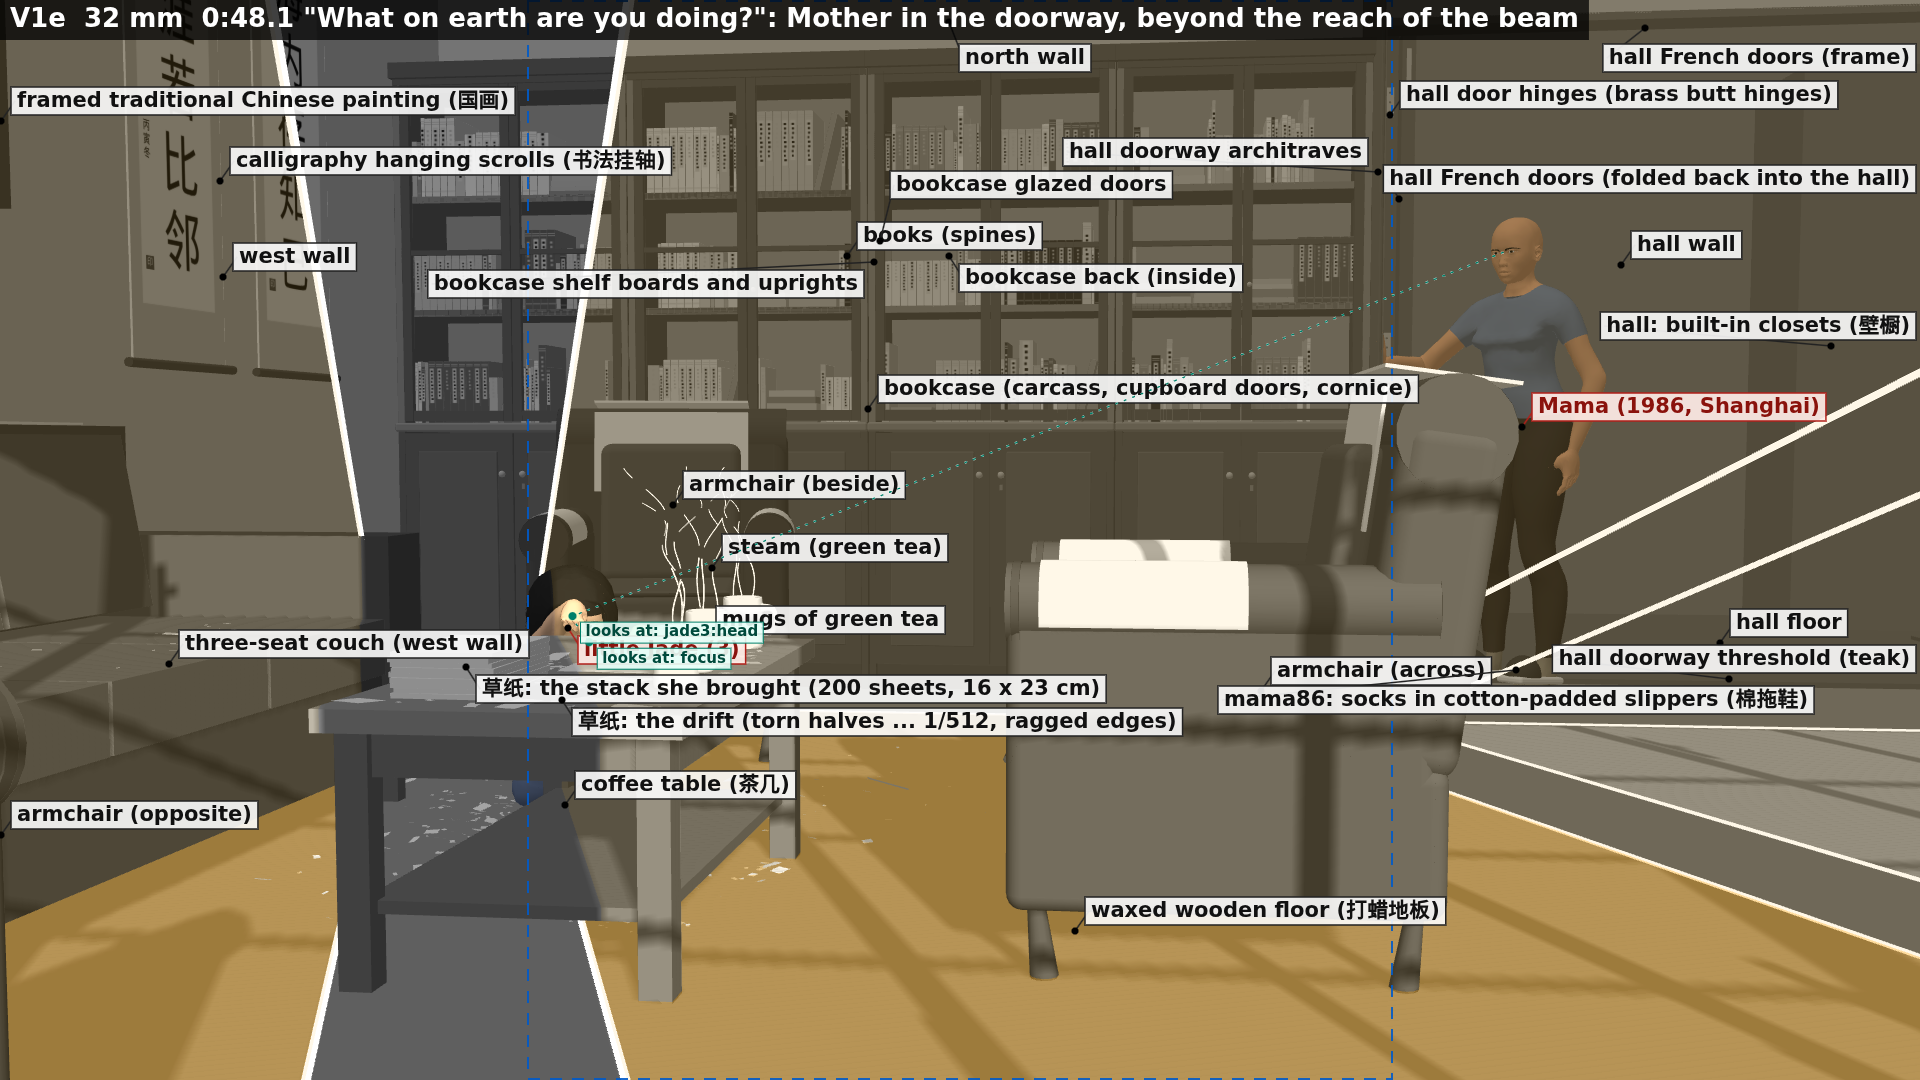 V1e 32 mm 0:48.1 "What on earth are you doing?": Mother in the doorway, beyond the reach of the beam
north wall
hall French doors (frame)
framed traditional Chinese painting (国画)
hall door hinges (brass butt hinges)
calligraphy hanging scrolls (书法挂轴)
hall doorway architraves
bookcase glazed doors
hall French doors (folded back into the hall)
books (spines)
hall wall
west wall
bookcase shelf boards and uprights
bookcase back (inside)
hall: built-in closets (壁橱)
bookcase (carcass, cupboard doors, cornice)
Mama (1986, Shanghai)
armchair (beside)
steam (green tea)
mugs of green tea
hall floor
looks at: jade3:head
three-seat couch (west wall)
looks at: focus
hall doorway threshold (teak)
armchair (across)
草纸: the stack she brought (200 sheets, 16 x 23 cm)
mama86: socks in cotton-padded slippers (棉拖鞋)
草纸: the drift (torn halves ... 1/512, ragged edges)
coffee table (茶几)
armchair (opposite)
waxed wooden floor (打蜡地板)
比邻
知己